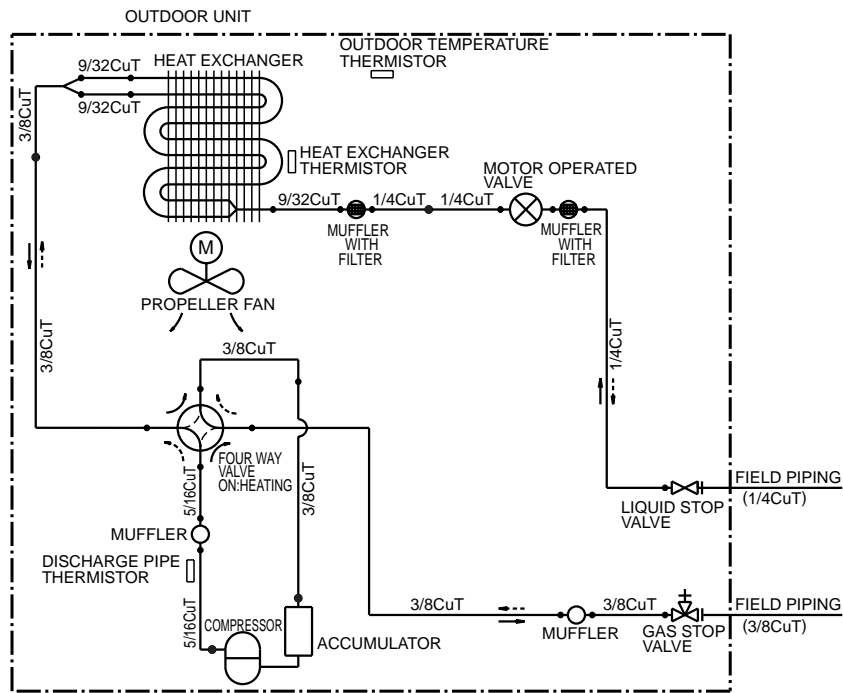 OUTDOOR UNIT
9/32CuT
HEAT EXCHANGER
OUTDOOR TEMPERATURE
THERMISTOR
9/32CuT
3/8CuT
HEAT EXCHANGER
THERMISTOR
MOTOR OPERATED
VALVE
9/32CuT
1/4CuT
1/4CuT
MUFFLER
WITH
FILTER
MUFFLER
WITH
FILTER
M
PROPELLER FAN
3/8CuT
3/8CuT
1/4CuT
FOUR WAY
VALVE
ON:HEATING
5/16CuT
3/8CuT
FIELD PIPING
(1/4CuT)
LIQUID STOP
VALVE
MUFFLER
DISCHARGE PIPE
THERMISTOR
5/16CuT
COMPRESSOR
ACCUMULATOR
3/8CuT
3/8CuT
MUFFLER
GAS STOP
VALVE
FIELD PIPING
(3/8CuT)